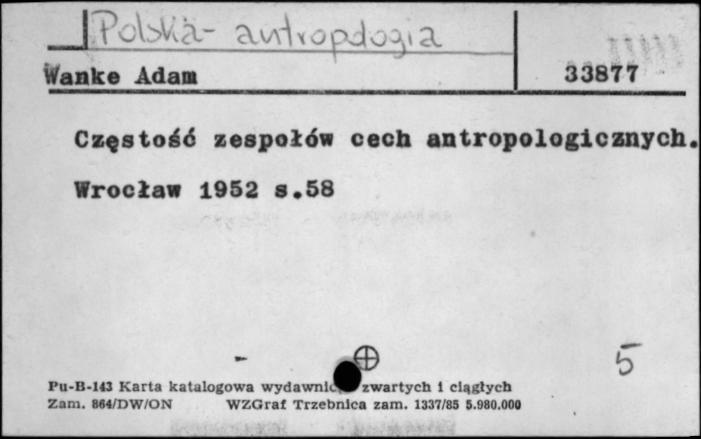 Polska - antropologia
Wanke Adam 33877
Częstość zespołów cech antropologicznych.
Wrocław 1952 s.58
5
Pu-B-143 Karta katalogowa zwartych i ciągłych
Zam. 864/DW/ON WZGraf Trzebnica zam. 1337/85 5.980.000